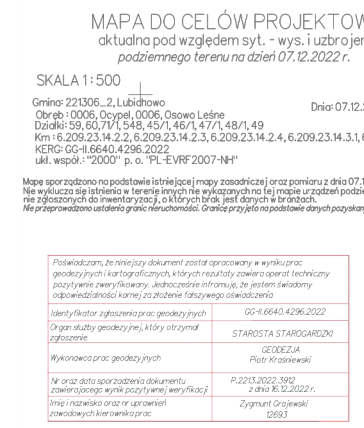 MAPA DO CELÓW PROJEKTOW
aktualna pod względem syt. - wys. i uzbrojen
podziemnego terenu na dzień 07.12.2022 r.
SKALA 1 : 500
Gmina: 221306_2, Lubichowo
Dnia: 07.12.
Obręb : 0006, Ocypel, 0006, Osowo Leśne
Działki: 59, 60, 71/1, 548, 45/1, 46/1, 47/1, 48/1, 49
Km : 6.209.23.14.2.2, 6.209.23.14.2.3, 6.209.23.14.2.4, 6.209.23.14.3.1, 6
KERG: GG-II.6640.4296.2022
ukł. współ.: "2000" p. o. "PL-EVRF2007-NH"
Mapę sporządzono na podstawie istniejącej mapy zasadniczej oraz pomiaru z dnia 07.1
Nie wyklucza się istnienia w terenie innych nie wykazanych na tej mapie urządzeń podzie
nie zgłoszonych do inwentaryzacji, o których brak jest danych w branżach.
Nie przeprowadzono ustalenia granic nieruchomości. Granice przyjęto na podstawie danych pozyskan
Poświadczam, że niniejszy dokument został opracowany w wyniku prac
geodezyjnych i kartograficznych, których rezultaty zawiera operat techniczny
pozytywnie zweryfikowany. Jednocześnie infromuję, że jestem świadomy
odpowiedzialności karnej za złożenie fałszywego oświadczenia
Identyfikator zgłoszenia prac geodezyjnych
GG-II.6640.4296.2022
Organ służby geodezyjnej, który otrzymał
zgłoszenie
STAROSTA STAROGARDZKI
Wykonawca prac geodezyjnych
GEODEZJA
Piotr Kraśniewski
Nr oraz data sporządzenia dokumentu
zawierającego wynik pozytywnej weryfikacji
P.2213.2022.3912
z dnia 16.12.2022 r.
Imię i nazwisko oraz nr uprawnień
zawodowych kierownika prac
Zygmunt Grajewski
12693